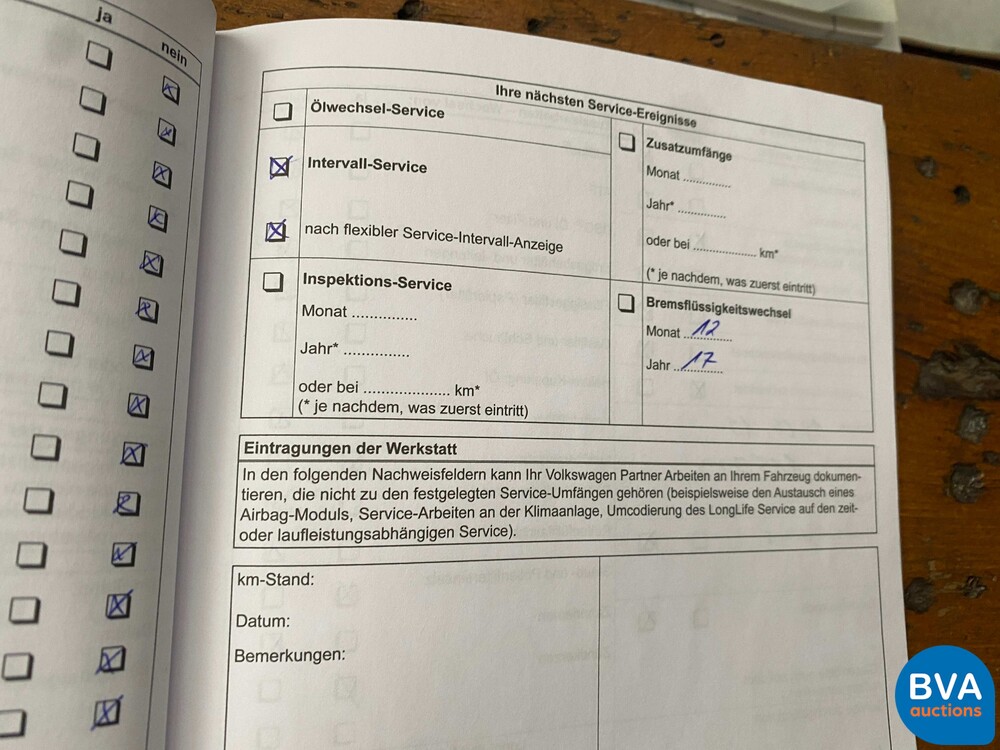 ja nein
Ihre nächsten Service-Ereignisse
Ölwechsel-Service
Intervall-Service
nach flexibler Service-Intervall-Anzeige
Inspektions-Service
Monat ...............
Jahr* ...............
oder bei .................... km*
(* je nachdem, was zuerst eintritt)
Zusatzumfänge
Monat ..............
Jahr* ..............
oder bei .................. km*
(* je nachdem, was zuerst eintritt)
Bremsflüssigkeitswechsel
Monat 12
Jahr 17
Eintragungen der Werkstatt
In den folgenden Nachweisfeldern kann Ihr Volkswagen Partner Arbeiten an Ihrem Fahrzeug dokumen-
tieren, die nicht zu den festgelegten Service-Umfängen gehören (beispielsweise den Austausch eines
Airbag-Moduls, Service-Arbeiten an der Klimaanlage, Umcodierung des LongLife Service auf den zeit-
oder laufleistungsabhängigen Service).
km-Stand:
Datum:
Bemerkungen:
BVA
auctions